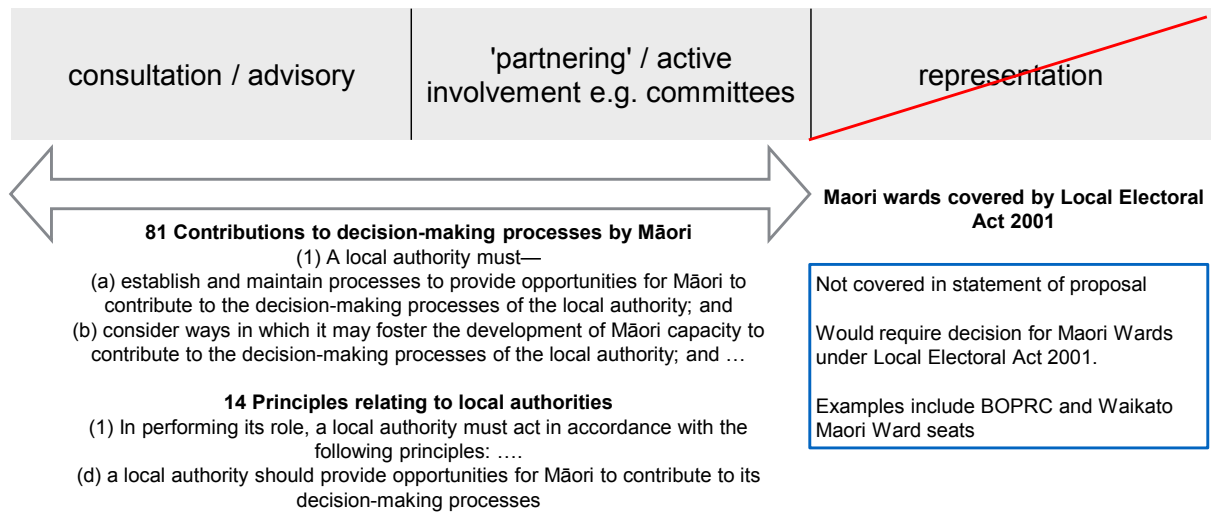 consultation / advisory
'partnering' / active
involvement e.g. committees
representation
81 Contributions to decision-making processes by Māori
(1) A local authority must—
(a) establish and maintain processes to provide opportunities for Māori to
contribute to the decision-making processes of the local authority; and
(b) consider ways in which it may foster the development of Māori capacity to
contribute to the decision-making processes of the local authority; and …
14 Principles relating to local authorities
(1) In performing its role, a local authority must act in accordance with the
following principles: ….
(d) a local authority should provide opportunities for Māori to contribute to its
decision-making processes
Maori wards covered by Local Electoral
Act 2001
Not covered in statement of proposal
Would require decision for Maori Wards
under Local Electoral Act 2001.
Examples include BOPRC and Waikato
Maori Ward seats